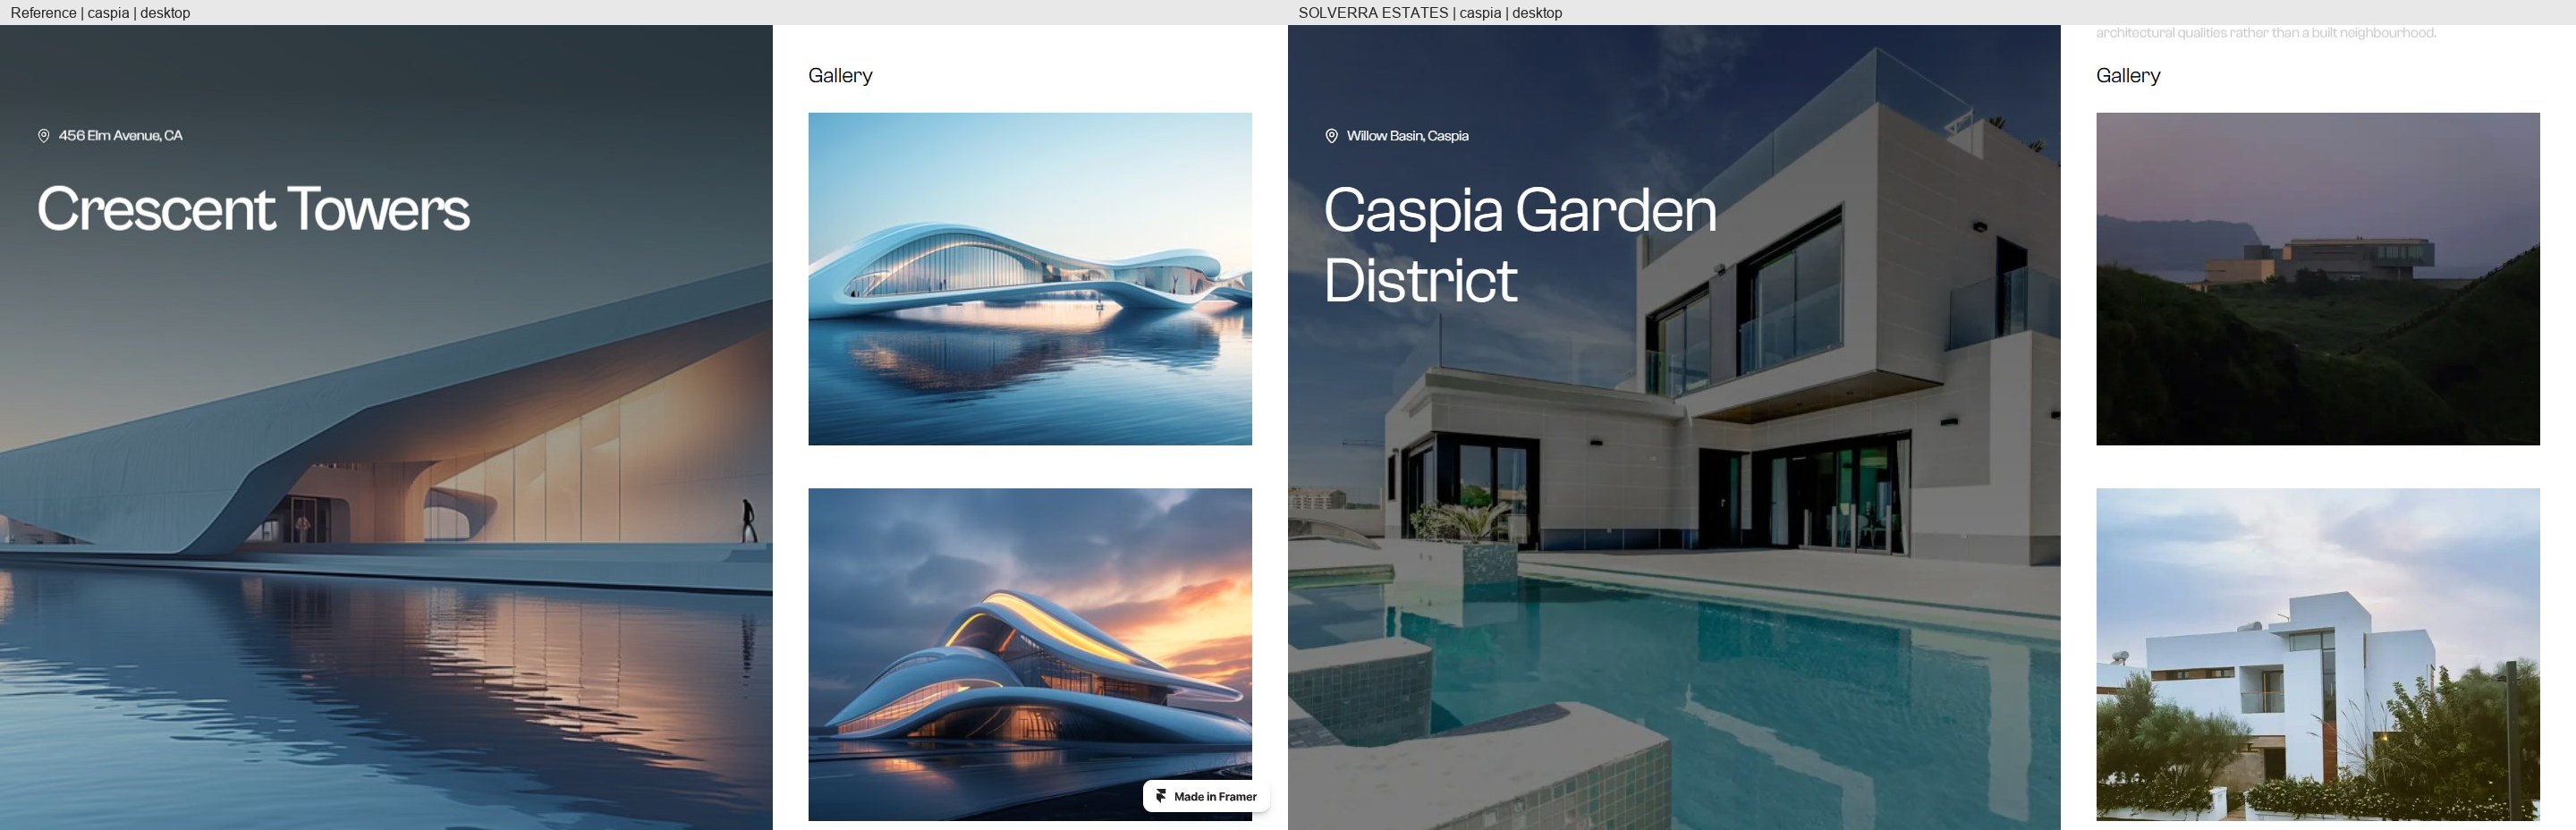 Reference | caspia | desktop
SOLVERRA ESTATES | caspia | desktop
456 Elm Avenue, CA
Crescent Towers
Gallery
Made in Framer
Willow Basin, Caspia
Caspia Garden
District
architectural qualities rather than a built neighbourhood.
Gallery